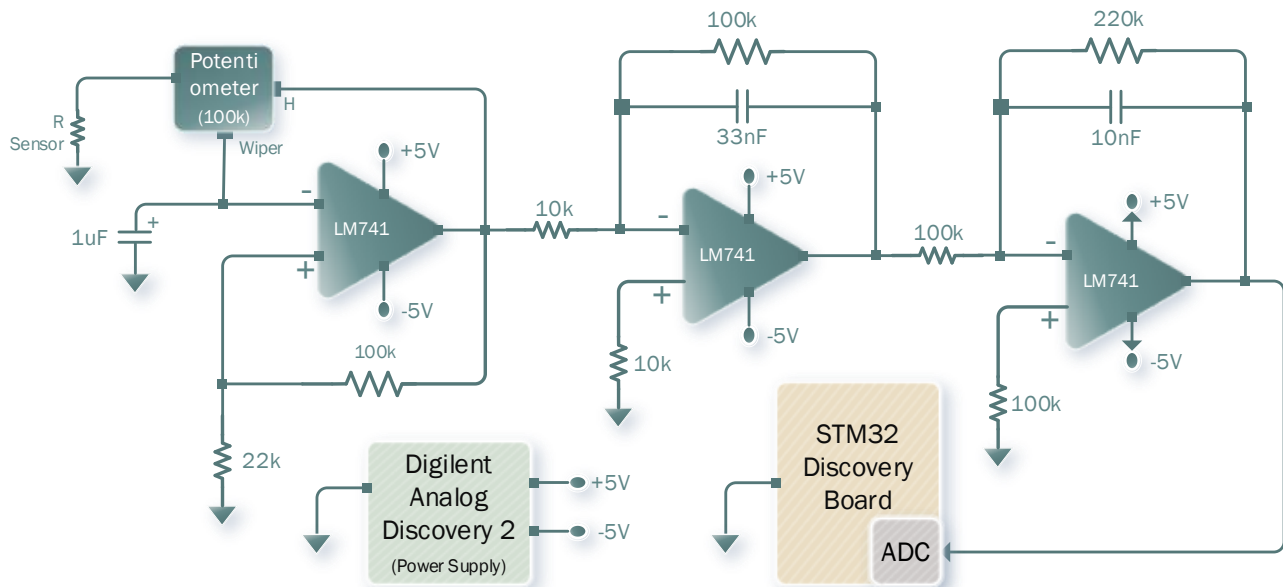 Potenti
ometer
(100k)
H
Wiper
R
Sensor
1uF
+
-
+
LM741
+5V
-5V
100k
22k
10k
100k
33nF
-
+
LM741
+5V
-5V
10k
100k
220k
10nF
-
+
LM741
+5V
-5V
100k
Digilent
Analog
Discovery 2
(Power Supply)
+5V
-5V
STM32
Discovery
Board
ADC